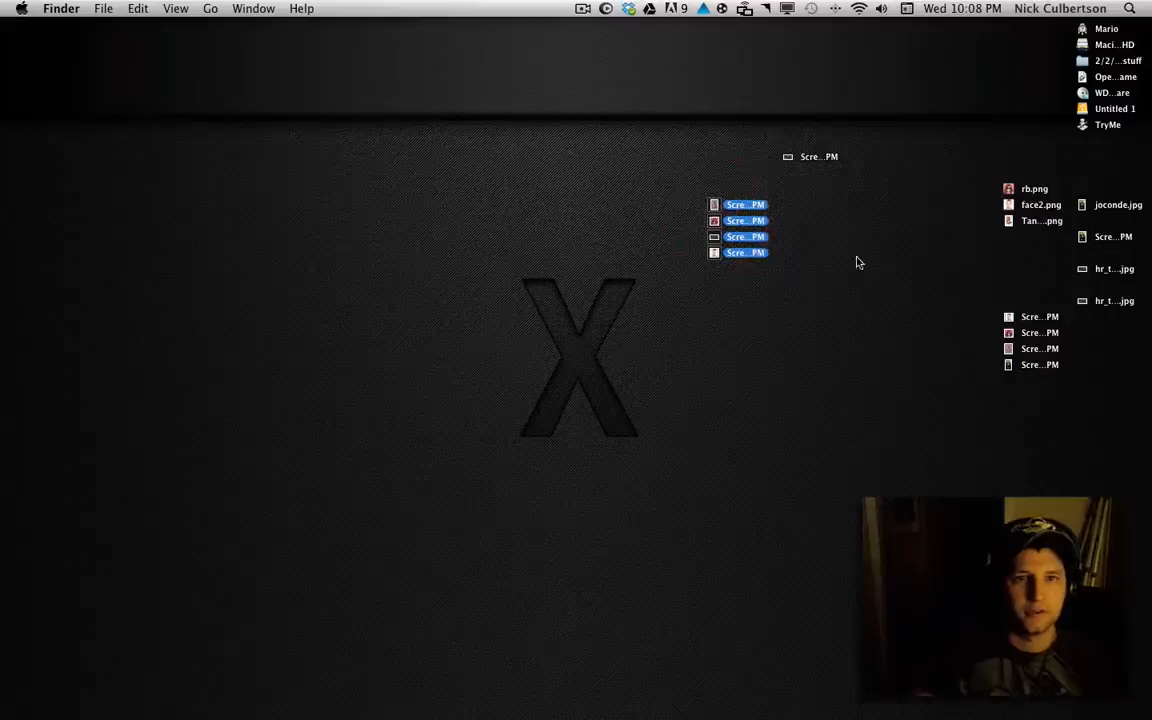 Finder File Edit View Go Window Help 9 Wed 10:08 PM Nick Culbertson
Mario
Maci...HD
2/2/...stuff
Ope...ame
WD...are
Untitled 1
TryMe
Scre...PM
rb.png
Scre...PM face2.png joconde.jpg
Scre...PM Tan....png
Scre...PM Scre...PM
Scre...PM
hr_t....jpg
hr_t....jpg
Scre...PM
Scre...PM
Scre...PM
Scre...PM
X